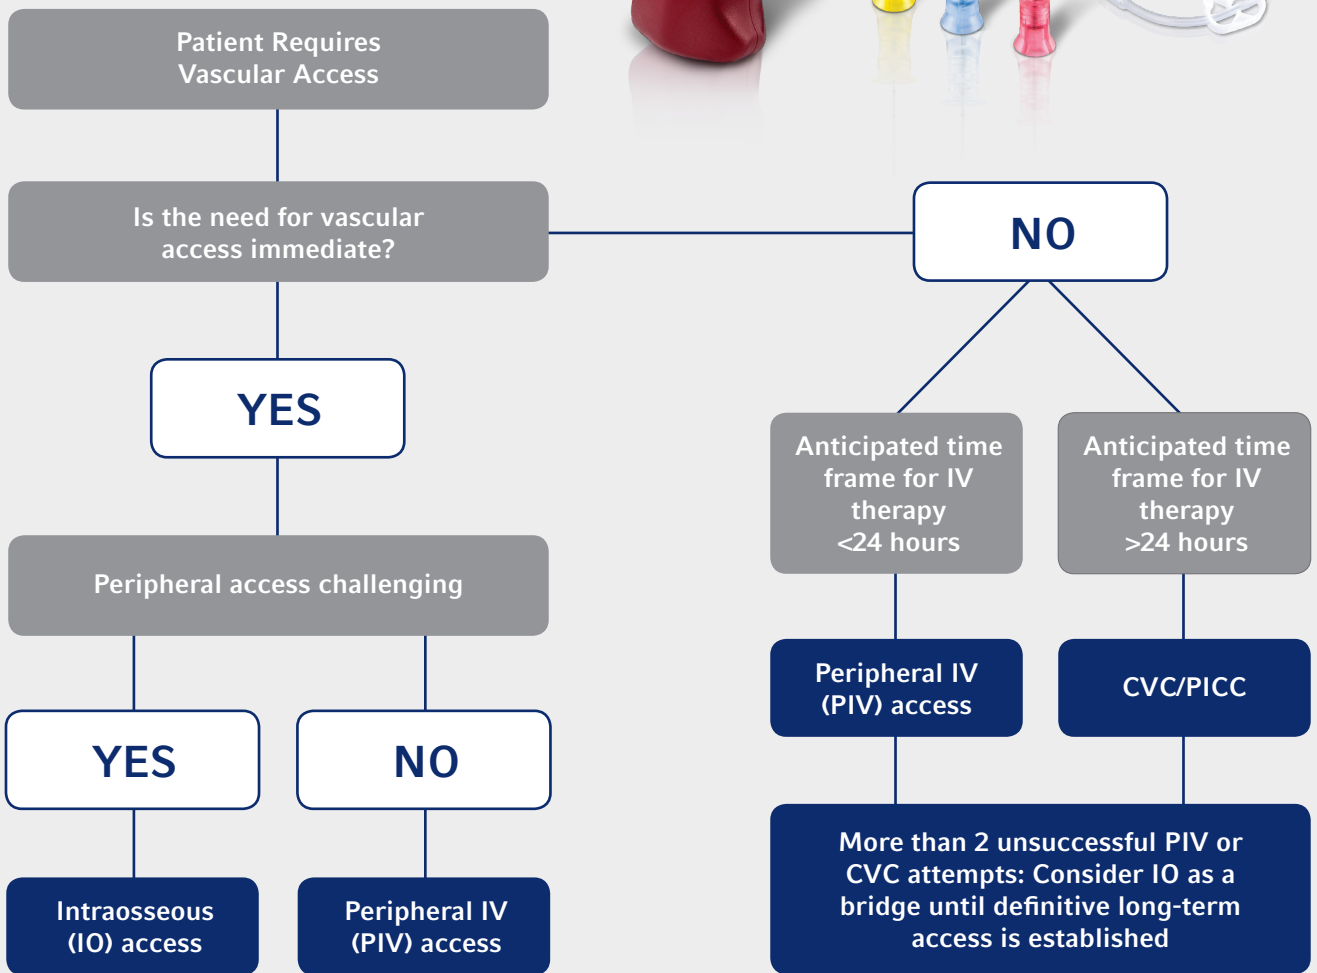 Patient Requires
Vascular Access
Is the need for vascular
access immediate?
NO
YES
Anticipated time
frame for IV
therapy
<24 hours
Anticipated time
frame for IV
therapy
>24 hours
Peripheral access challenging
Peripheral IV
(PIV) access
CVC/PICC
YES
NO
More than 2 unsuccessful PIV or
CVC attempts: Consider IO as a
bridge until definitive long-term
access is established
Intraosseous
(IO) access
Peripheral IV
(PIV) access